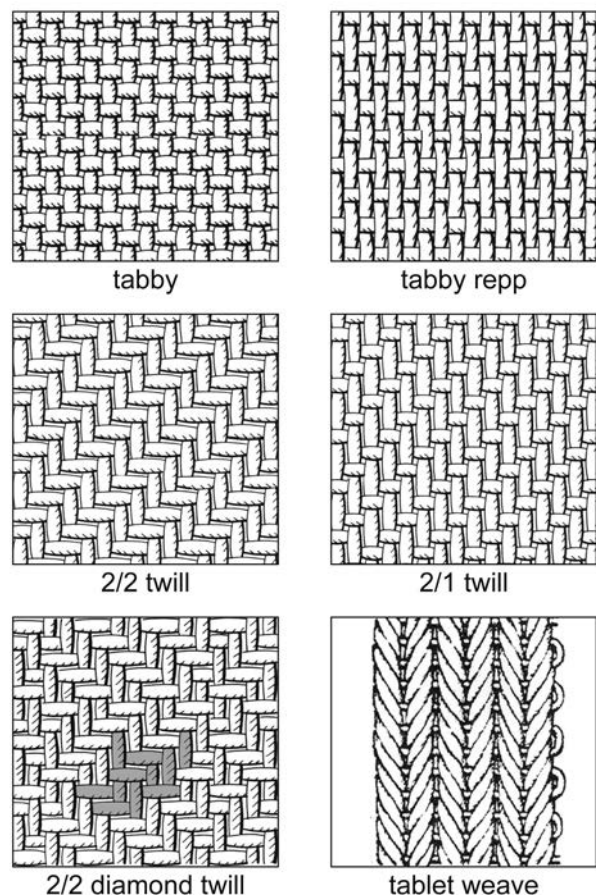 tabby
tabby repp
2/2 twill
2/1 twill
2/2 diamond twill
tablet weave